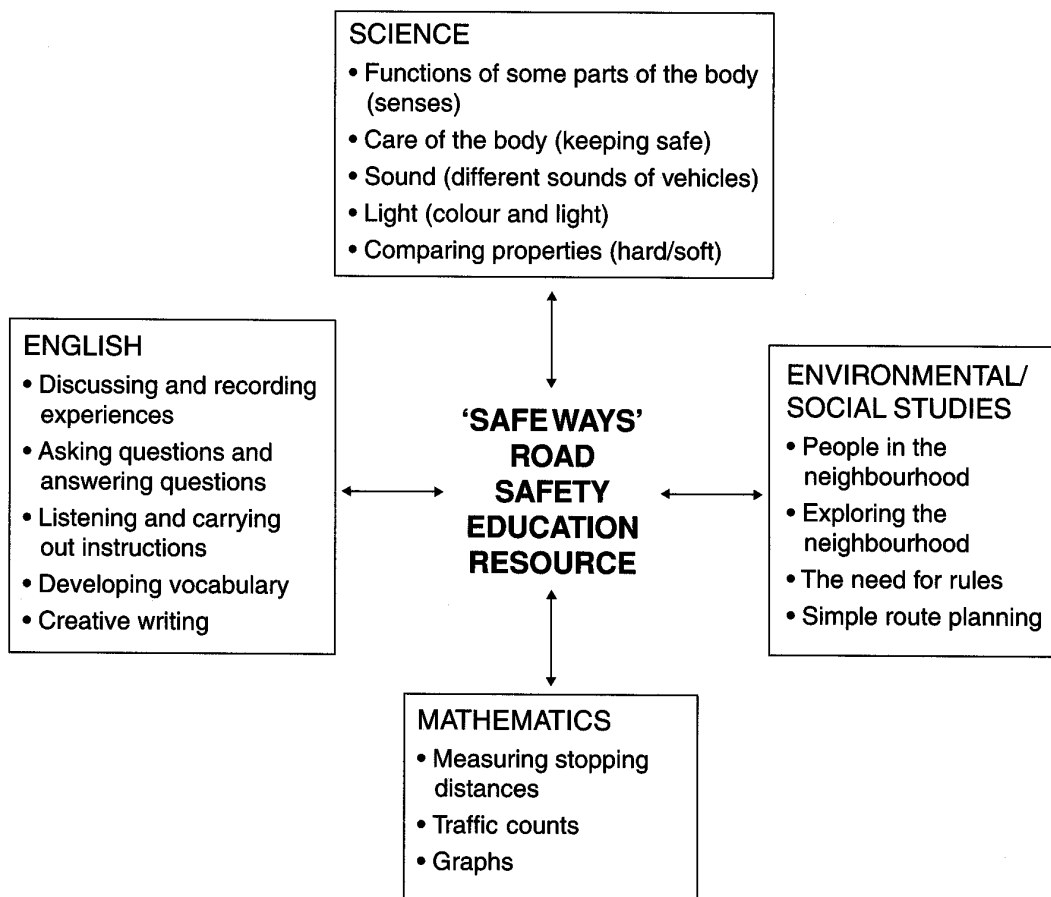 SCIENCE
• Functions of some parts of the body
(senses)
• Care of the body (keeping safe)
• Sound (different sounds of vehicles)
• Light (colour and light)
• Comparing properties (hard/soft)
ENGLISH
• Discussing and recording
experiences
• Asking questions and
answering questions
• Listening and carrying
out instructions
• Developing vocabulary
• Creative writing
‘SAFE WAYS’
ROAD
SAFETY
EDUCATION
RESOURCE
ENVIRONMENTAL/
SOCIAL STUDIES
• People in the
neighbourhood
• Exploring the
neighbourhood
• The need for rules
• Simple route planning
MATHEMATICS
• Measuring stopping
distances
• Traffic counts
• Graphs